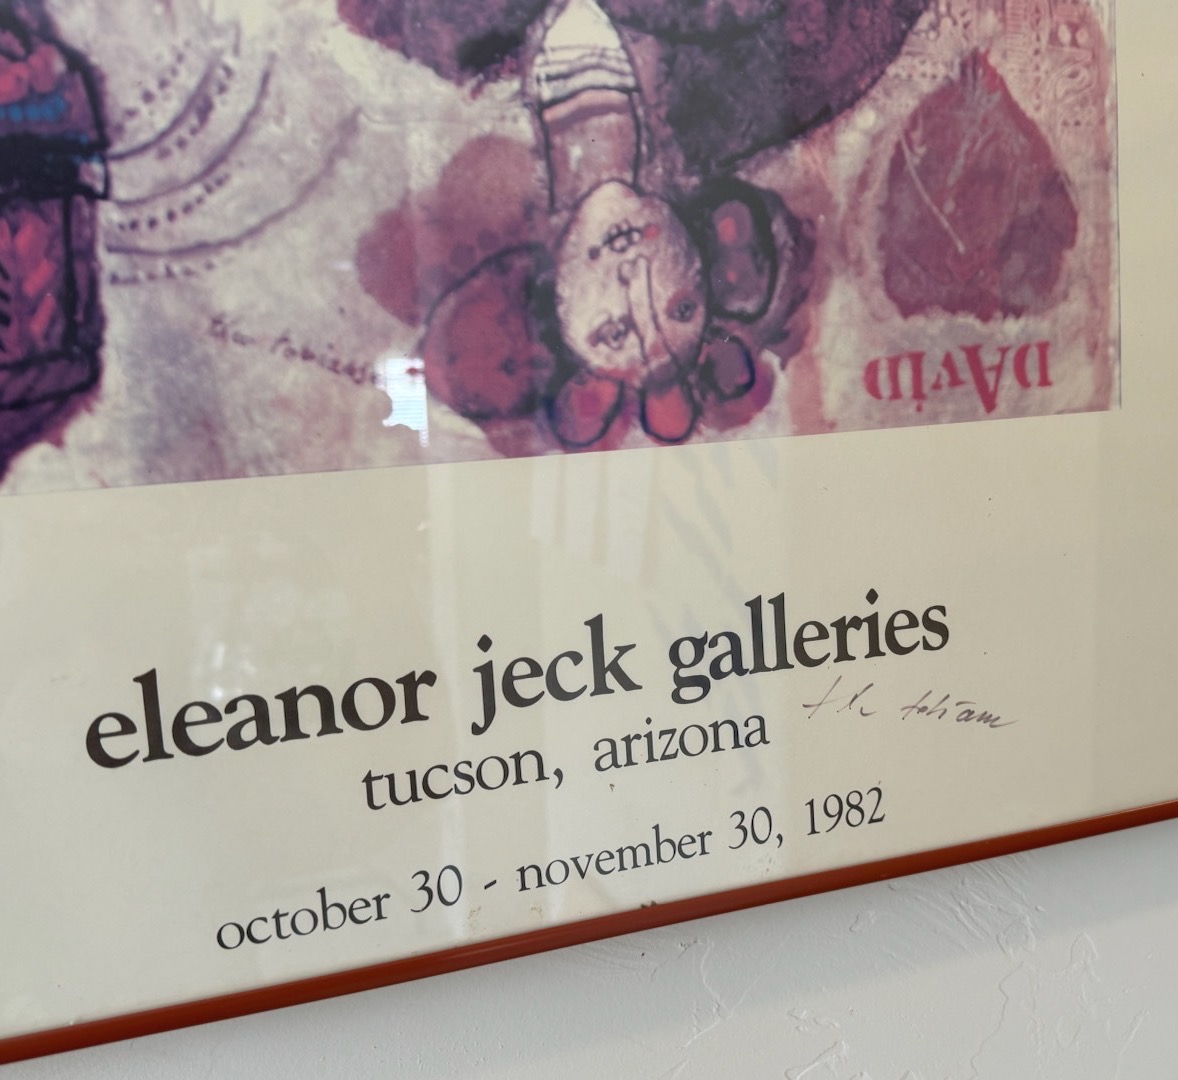 DAViD
eleanor jeck galleries
tucson, arizona
october 30 - november 30, 1982